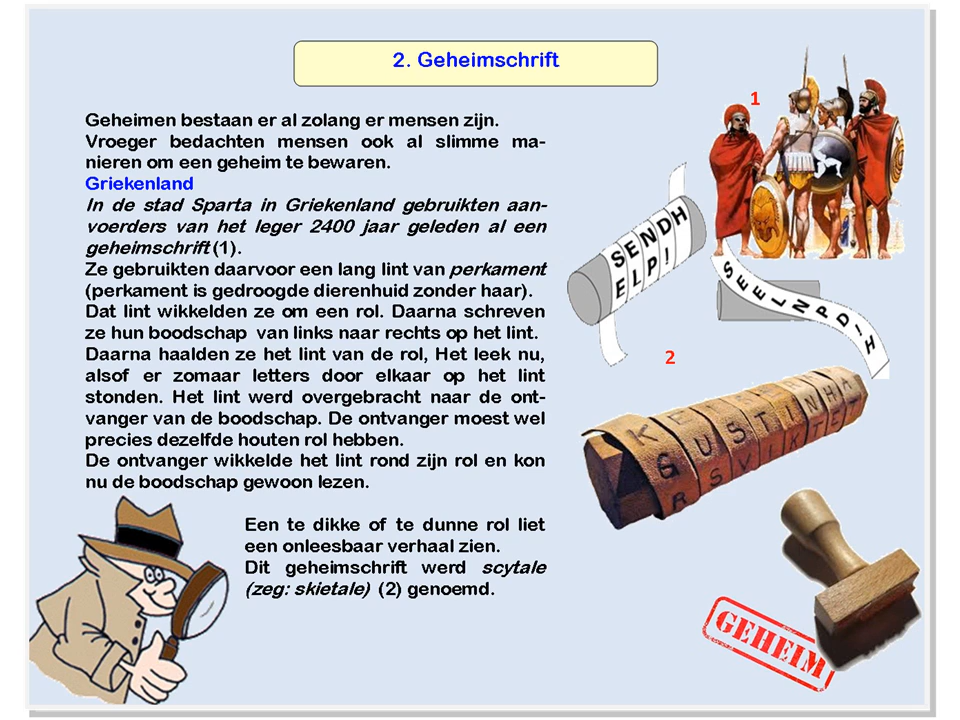 2. Geheimschrift
Geheimen bestaan er al zolang er mensen zijn.
Vroeger bedachten mensen ook al slimme ma-
nieren om een geheim te bewaren.
Griekenland
In de stad Sparta in Griekenland gebruikten aan-
voerders van het leger 2400 jaar geleden al een
geheimschrift (1).
Ze gebruikten daarvoor een lang lint van perkament
(perkament is gedroogde dierenhuid zonder haar).
Dat lint wikkelden ze om een rol. Daarna schreven
ze hun boodschap van links naar rechts op het lint.
Daarna haalden ze het lint van de rol, Het leek nu,
alsof er zomaar letters door elkaar op het lint
stonden. Het lint werd overgebracht naar de ont-
vanger van de boodschap. De ontvanger moest wel
precies dezelfde houten rol hebben.
De ontvanger wikkelde het lint rond zijn rol en kon
nu de boodschap gewoon lezen.
Een te dikke of te dunne rol liet
een onleesbaar verhaal zien.
Dit geheimschrift werd scytale
(zeg: skietale) (2) genoemd.
1
SENDH
ELP!
SEELNPD!H
2
GUSTINHA
GEHEIM